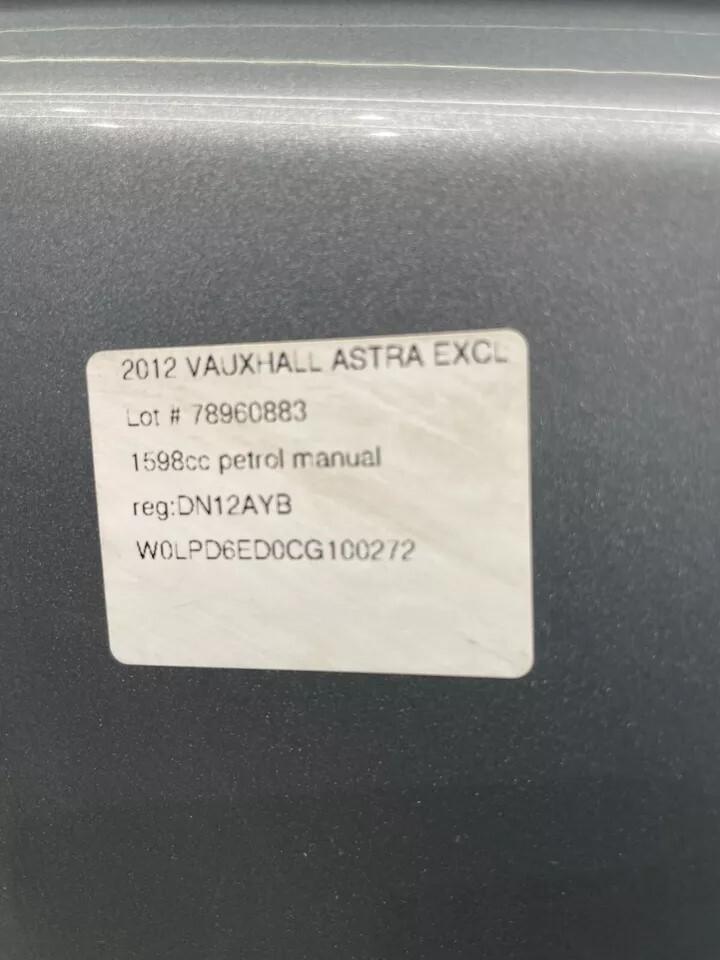 2012 VAUXHALL ASTRA EXCL
Lot # 78960883
1598cc petrol manual
reg:DN12AYB
W0LPD6ED0CG100272